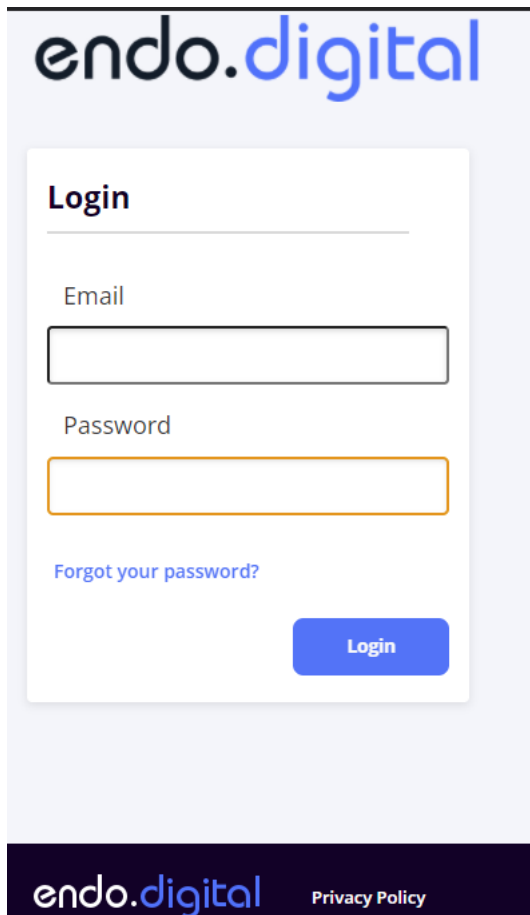 endo.digital
Login
Email
Password
Forgot your password?
Login
endo.digital Privacy Policy